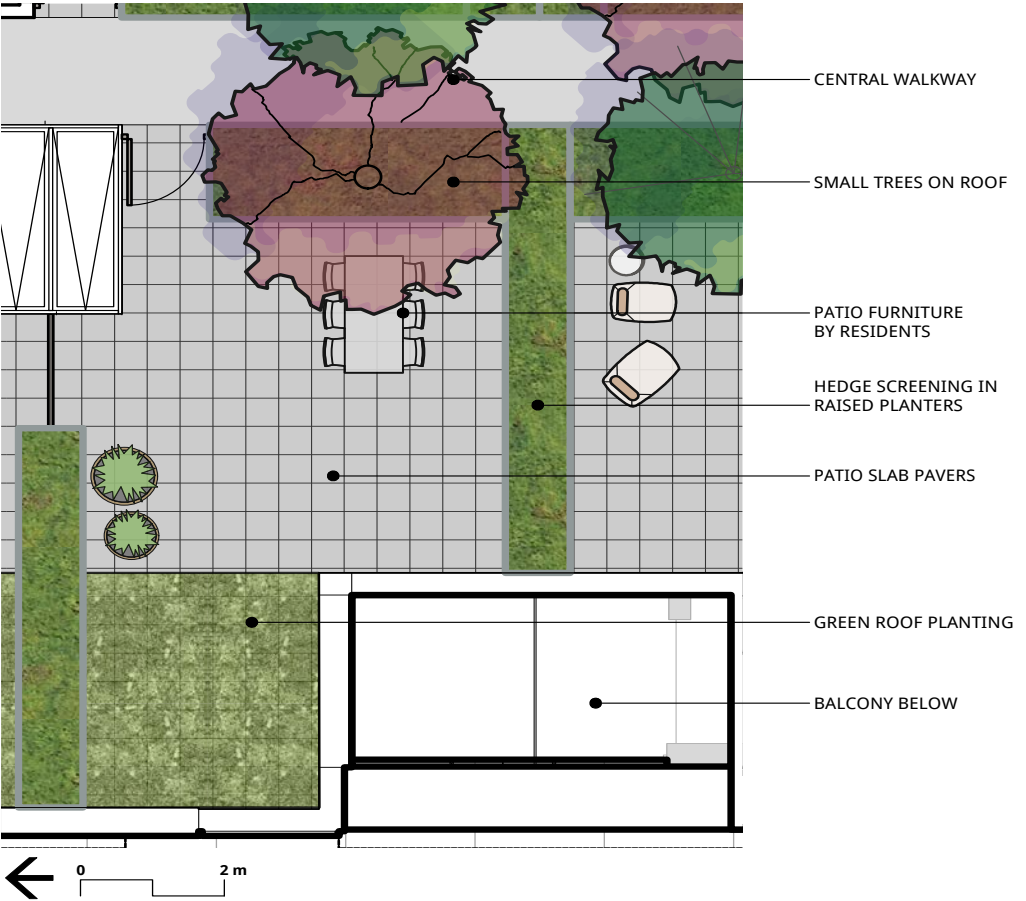 CENTRAL WALKWAY
SMALL TREES ON ROOF
PATIO FURNITURE
BY RESIDENTS
HEDGE SCREENING IN
RAISED PLANTERS
PATIO SLAB PAVERS
GREEN ROOF PLANTING
BALCONY BELOW
0 2 m